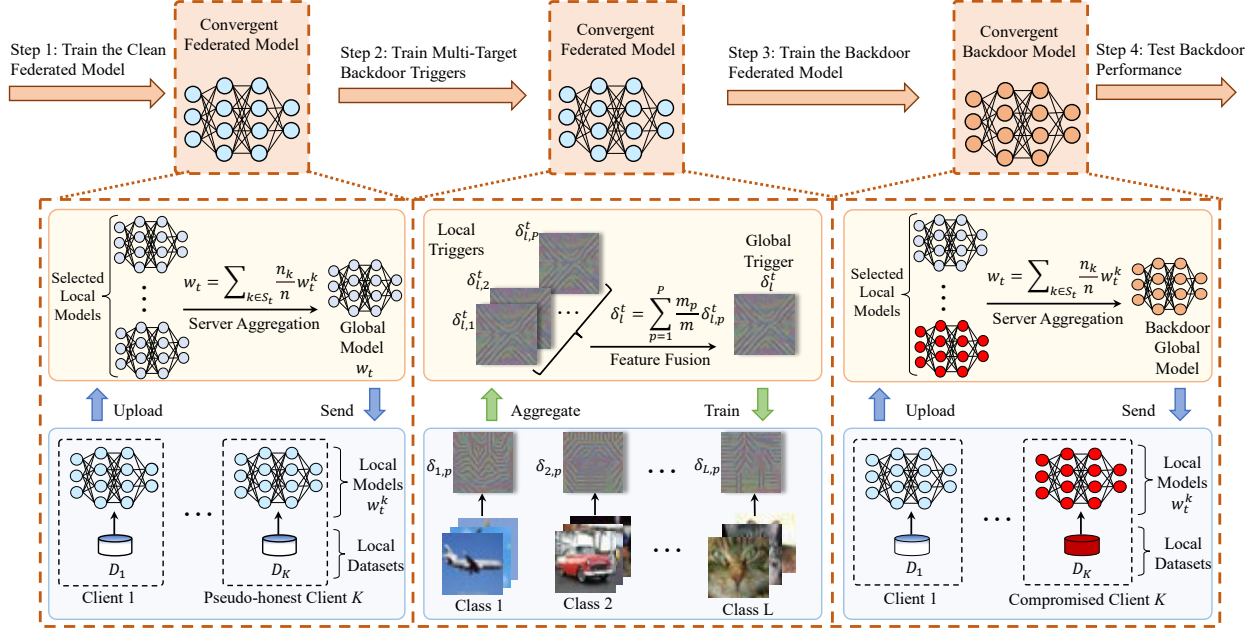 Step 1: Train the Clean
Federated Model
Convergent
Federated Model
Step 2: Train Multi-Target
Backdoor Triggers
Convergent
Federated Model
Step 3: Train the Backdoor
Federated Model
Convergent
Backdoor Model
Step 4: Test Backdoor
Performance
Selected
Local
Models
⋮
w_t = ∑_{k∈S_t} \frac{n_k}{n} w_t^k
Server Aggregation
Global
Model
w_t
Upload
Send
D_1
Client 1
...
D_K
Pseudo-honest Client K
Local
Models
w_t^k
Local
Datasets
Local
Triggers
δ_{l,P}^t
δ_{l,2}^t
δ_{l,1}^t
...
δ_l^t = ∑_{p=1}^{P} \frac{m_p}{m} δ_{l,p}^t
Feature Fusion
Global
Trigger
δ_l^t
Aggregate
Train
δ_{1,p}
δ_{2,p}
...
δ_{L,p}
Class 1
Class 2
...
Class L
Selected
Local
Models
⋮
w_t = ∑_{k∈S_t} \frac{n_k}{n} w_t^k
Server Aggregation
Backdoor
Global
Model
Upload
Send
D_1
Client 1
...
D_K
Compromised Client K
Local
Models
w_t^k
Local
Datasets